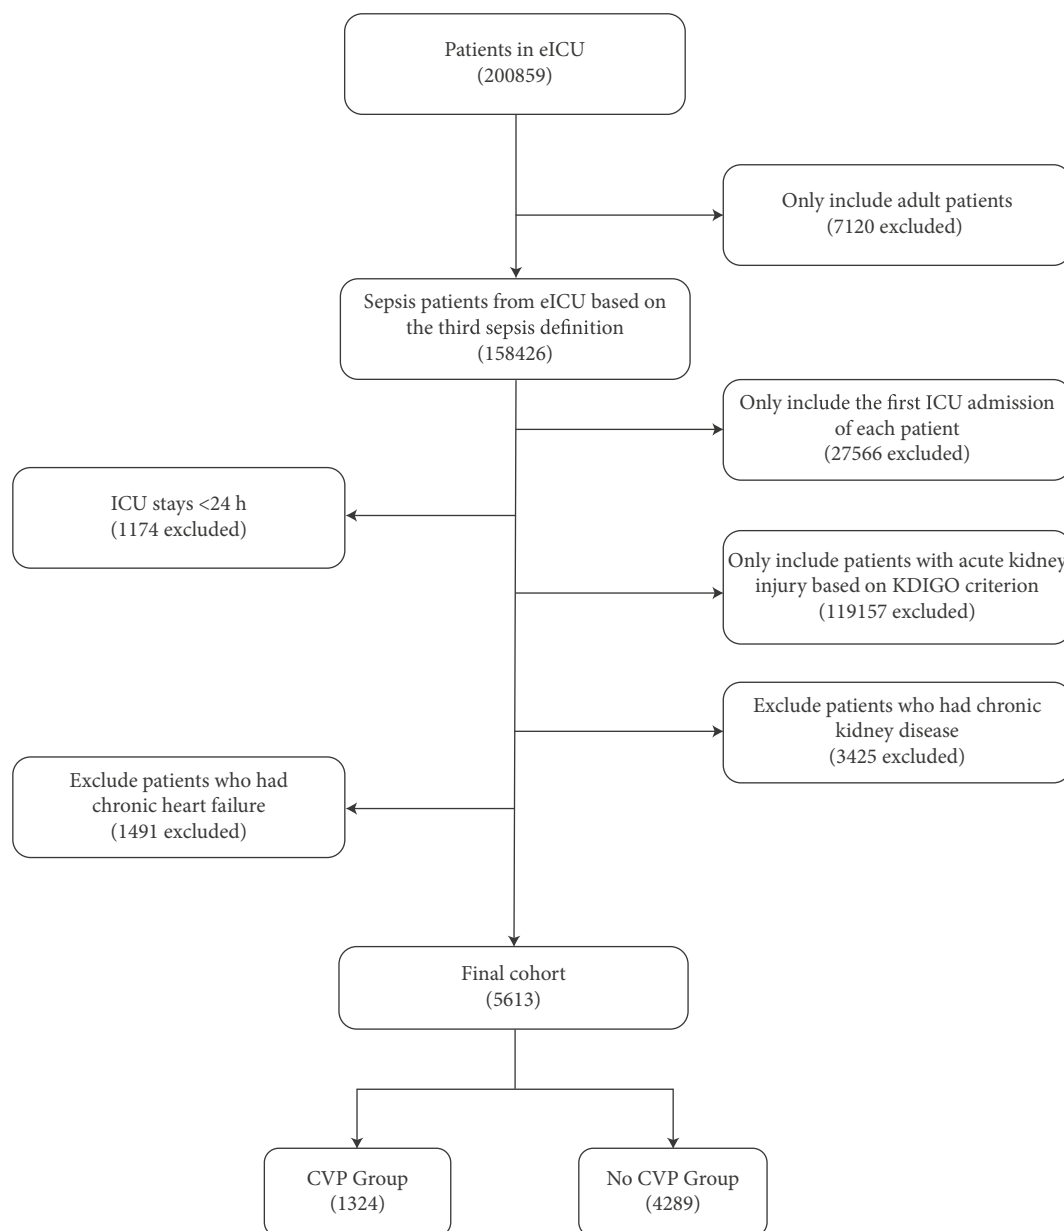 Patients in eICU
(200859)
Only include adult patients
(7120 excluded)
Sepsis patients from eICU based on
the third sepsis definition
(158426)
Only include the first ICU admission
of each patient
(27566 excluded)
ICU stays <24 h
(1174 excluded)
Only include patients with acute kidney
injury based on KDIGO criterion
(119157 excluded)
Exclude patients who had chronic
kidney disease
(3425 excluded)
Exclude patients who had
chronic heart failure
(1491 excluded)
Final cohort
(5613)
CVP Group
(1324)
No CVP Group
(4289)